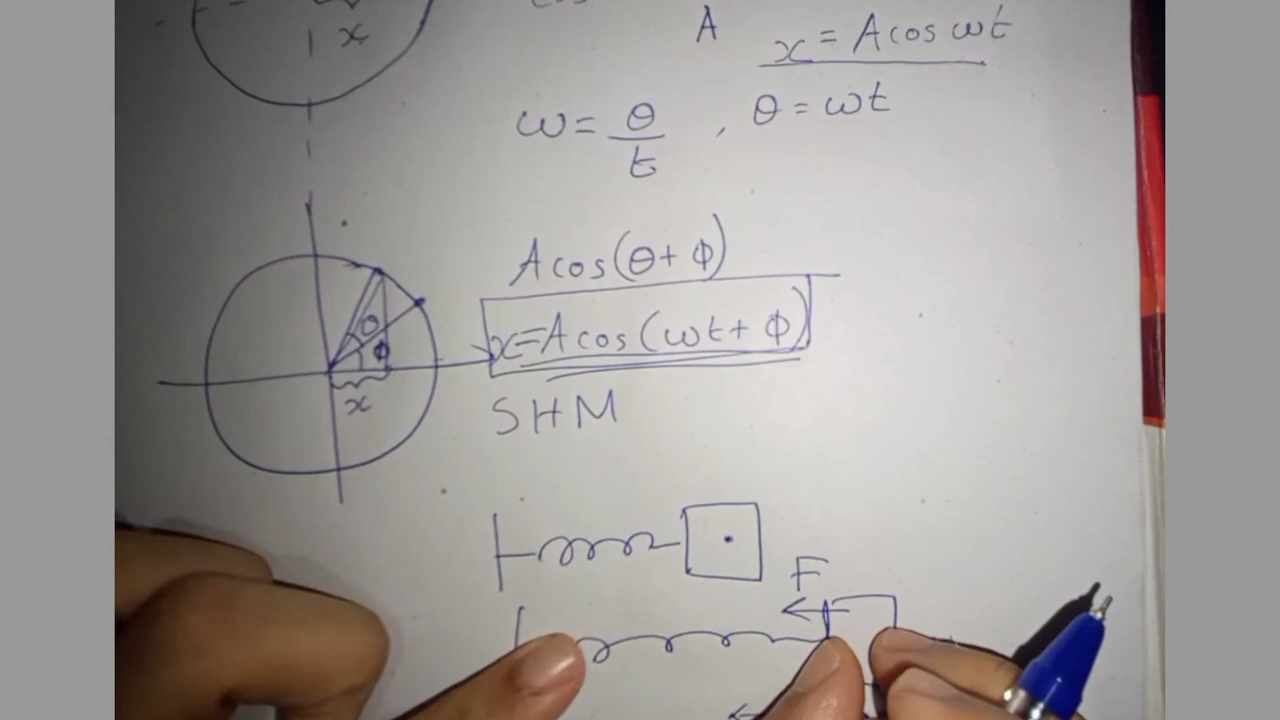 x
A
x = A cos ωt
ω = θ/t , θ = ωt
A cos(θ + ϕ)
x = A cos(ωt + ϕ)
θ
ϕ
x
SHM
F